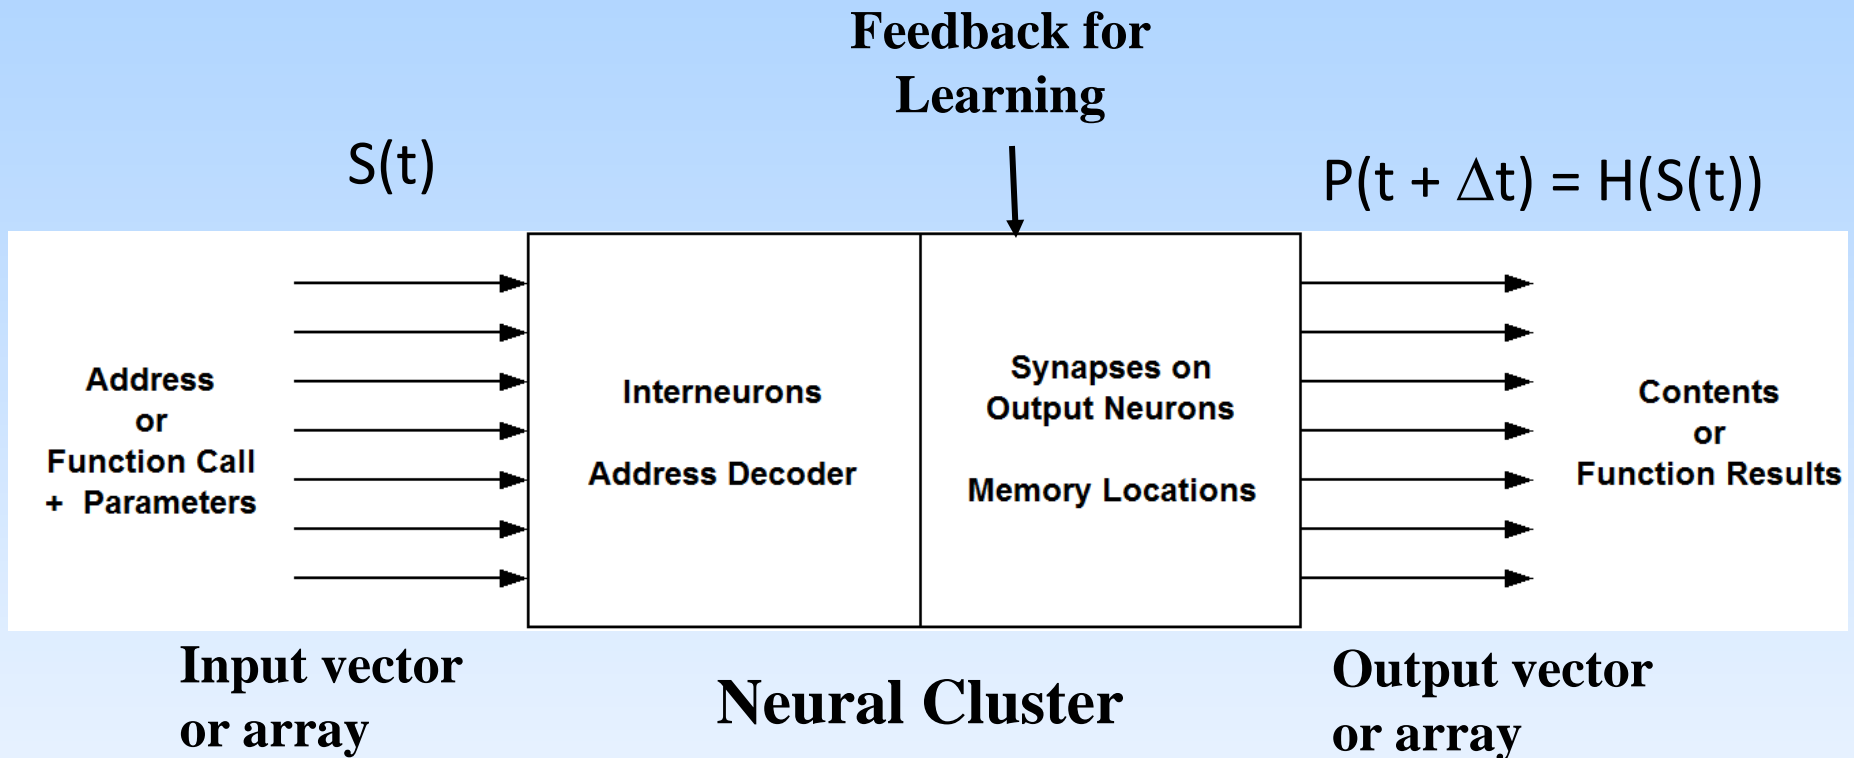 Feedback for
Learning
S(t)
P(t + Δt) = H(S(t))
Address
or
Function Call
+ Parameters
Interneurons
Address Decoder
Synapses on
Output Neurons
Memory Locations
Contents
or
Function Results
Input vector
or array
Neural Cluster
Output vector
or array